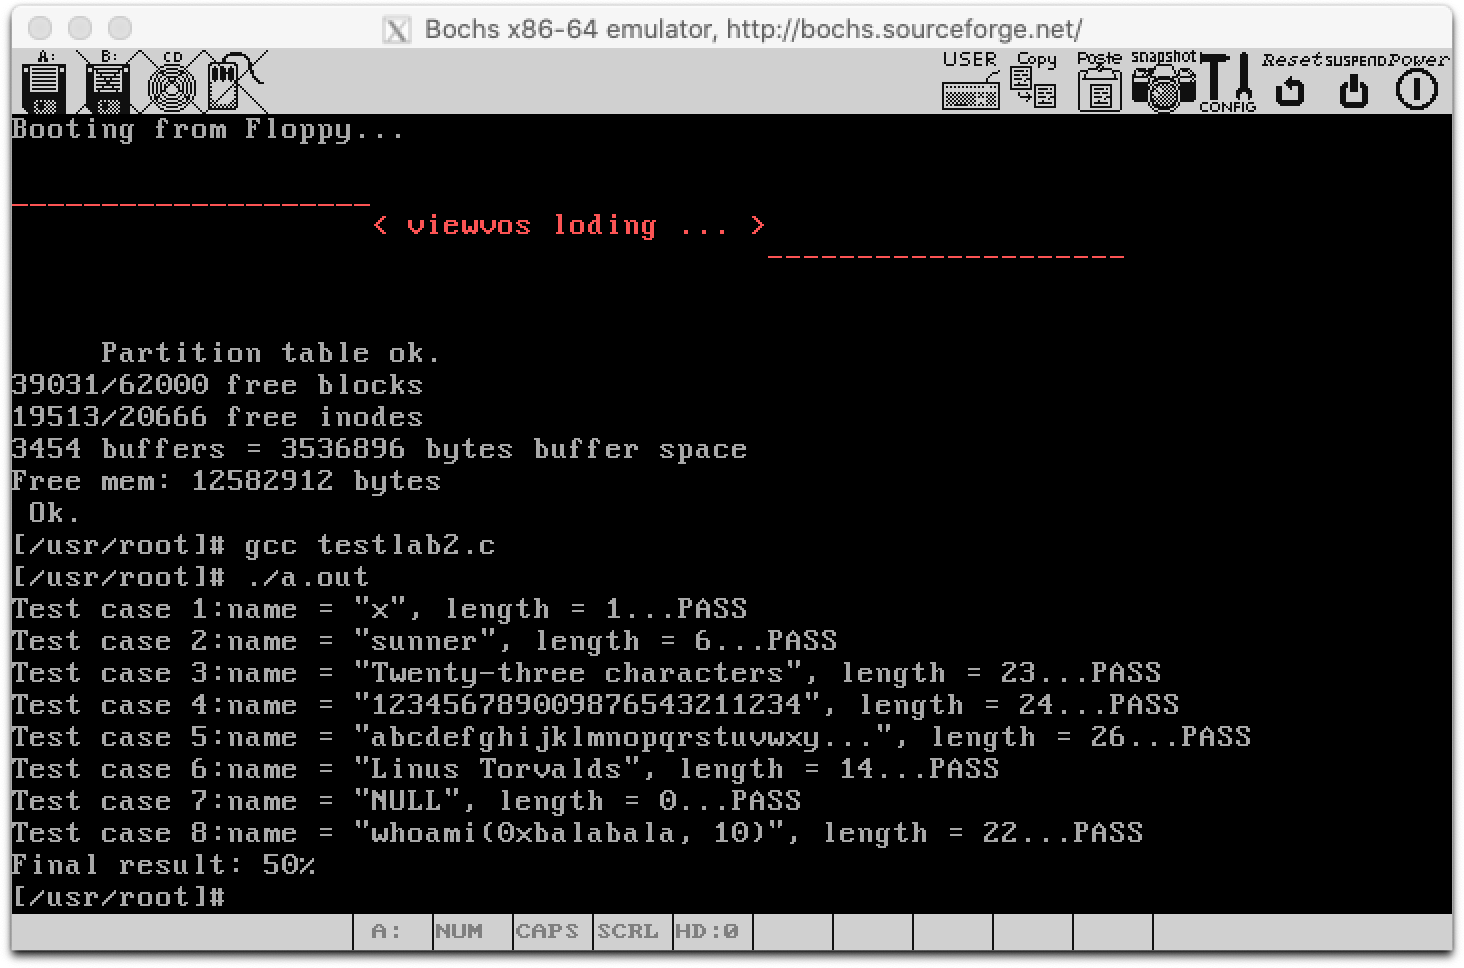 Bochs x86-64 emulator, http://bochs.sourceforge.net/
A: B: CD USER Copy Paste snapshot CONFIG Reset SUSPEND Power
Booting from Floppy...
--------------------
< viewvos loding ... >
--------------------
Partition table ok.
39031/62000 free blocks
19513/20666 free inodes
3454 buffers = 3536896 bytes buffer space
Free mem: 12582912 bytes
Ok.
[/usr/root]# gcc testlab2.c
[/usr/root]# ./a.out
Test case 1:name = "x", length = 1...PASS
Test case 2:name = "sunner", length = 6...PASS
Test case 3:name = "Twenty-three characters", length = 23...PASS
Test case 4:name = "123456789009876543211234", length = 24...PASS
Test case 5:name = "abcdefghijklmnopqrstuvwxy...", length = 26...PASS
Test case 6:name = "Linus Torvalds", length = 14...PASS
Test case 7:name = "NULL", length = 0...PASS
Test case 8:name = "whoami(0xbalabala, 10)", length = 22...PASS
Final result: 50%
[/usr/root]#
A: NUM CAPS SCRL HD:0